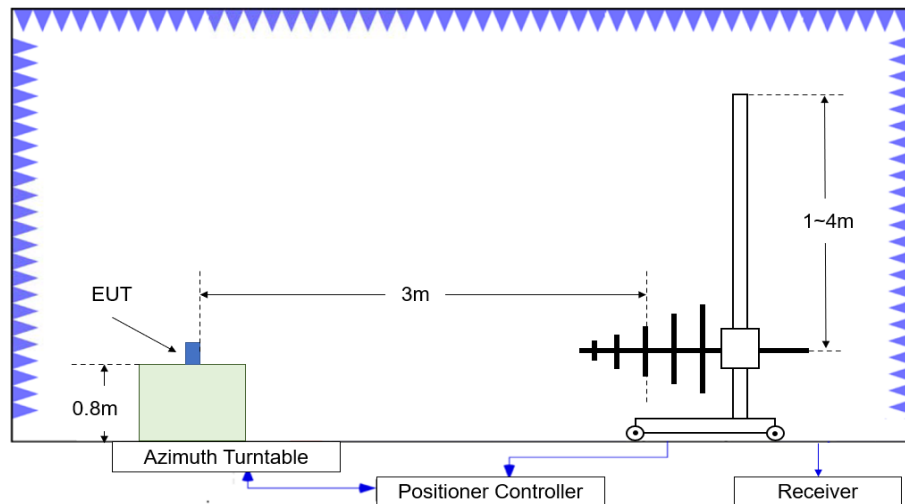 1~4m
EUT
3m
0.8m
Azimuth Turntable
Positioner Controller
Receiver